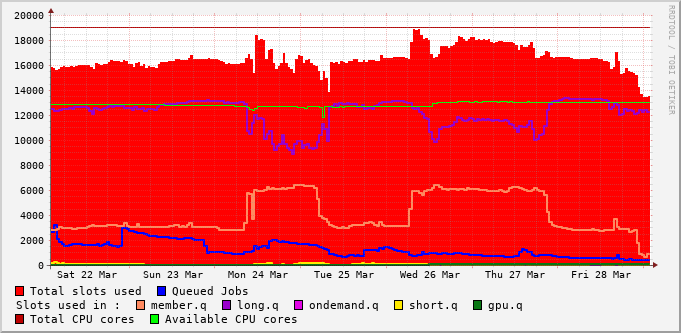 RRDTOOL / TOBI OETIKER
20000
18000
16000
14000
12000
10000
8000
6000
4000
2000
0
Sat 22 Mar Sun 23 Mar Mon 24 Mar Tue 25 Mar Wed 26 Mar Thu 27 Mar Fri 28 Mar
Total slots used Queued Jobs
Slots used in : member.q long.q ondemand.q short.q gpu.q
Total CPU cores Available CPU cores